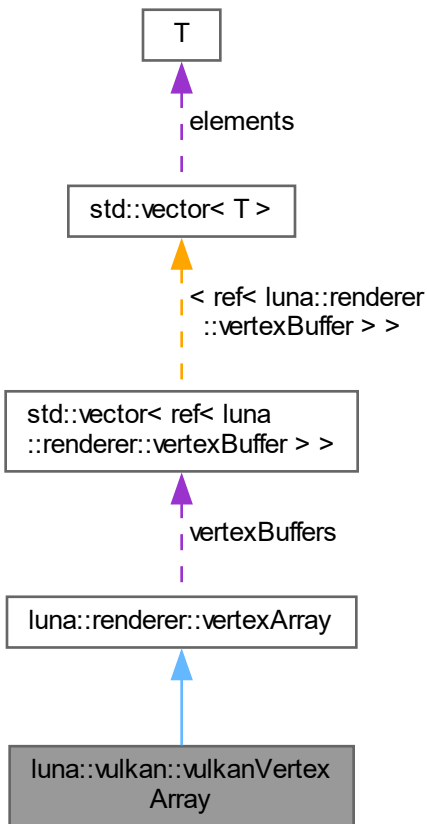 T
elements
std::vector< T >
< ref< luna::renderer
::vertexBuffer > >
std::vector< ref< luna
::renderer::vertexBuffer > >
vertexBuffers
luna::renderer::vertexArray
luna::vulkan::vulkanVertex
Array